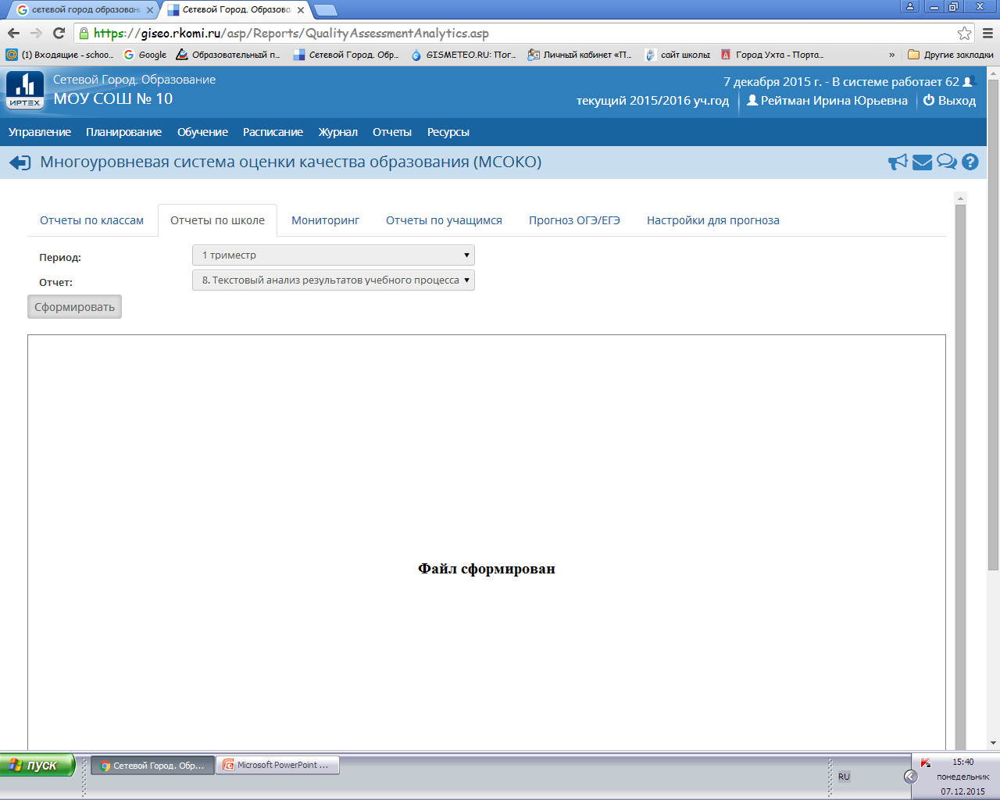 сетевой город образован
Сетевой Город. Образова
https://giseo.rkomi.ru/asp/Reports/QualityAssessmentAnalytics.asp
(1) Входящие - schoo...
Google
Образовательный п...
Сетевой Город. Обр...
GISMETEO.RU: Пог...
Личный кабинет «П...
сайт школы
Город Ухта - Порта...
»
Другие закладки
ИРТЕХ
Сетевой Город. Образование
МОУ СОШ № 10
7 декабря 2015 г. - В системе работает 62
текущий 2015/2016 уч.год
Рейтман Ирина Юрьевна
Выход
Управление Планирование Обучение Расписание Журнал Отчеты Ресурсы
Многоуровневая система оценки качества образования (МСОКО)
Отчеты по классам Отчеты по школе Мониторинг Отчеты по учащимся Прогноз ОГЭ/ЕГЭ Настройки для прогноза
Период: 1 триместр
Отчет: 8. Текстовый анализ результатов учебного процесса
Сформировать
Файл сформирован
пуск
Сетевой Город. Обр...
Microsoft PowerPoint ...
RU
15:40
понедельник
07.12.2015